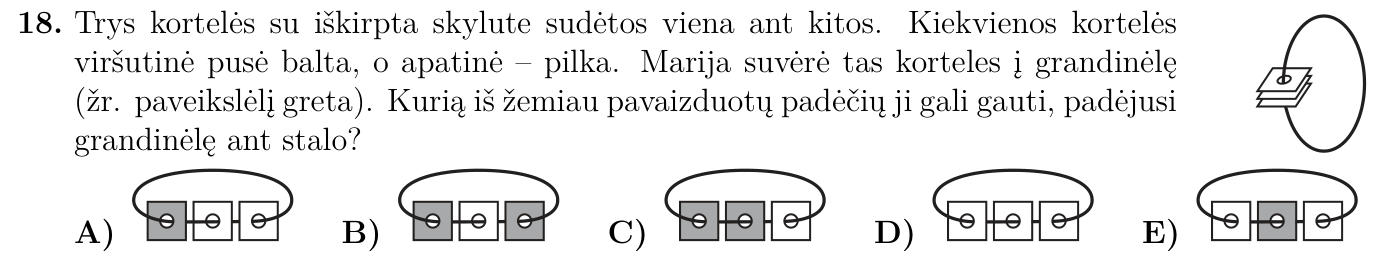 18. Trys kortelės su iškirpta skylute sudėtos viena ant kitos. Kiekvienos kortelės
viršutinė pusė balta, o apatinė – pilka. Marija suvėrė tas korteles į grandinėlę
(žr. paveikslėlį greta). Kurią iš žemiau pavaizduotų padėčių ji gali gauti, padėjusi
grandinėlę ant stalo?
A) B) C) D) E)